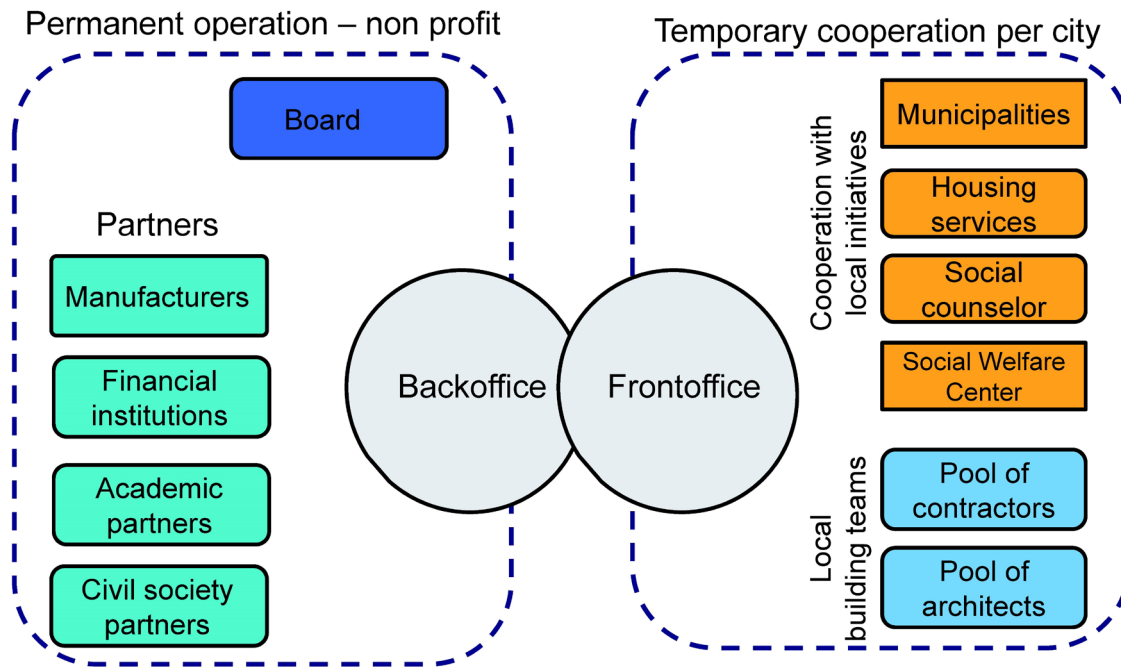 Permanent operation – non profit
Board
Partners
Manufacturers
Financial
institutions
Academic
partners
Civil society
partners
Backoffice
Frontoffice
Temporary cooperation per city
Cooperation with
local initiatives
Municipalities
Housing
services
Social
counselor
Social Welfare
Center
Local
building teams
Pool of
contractors
Pool of
architects